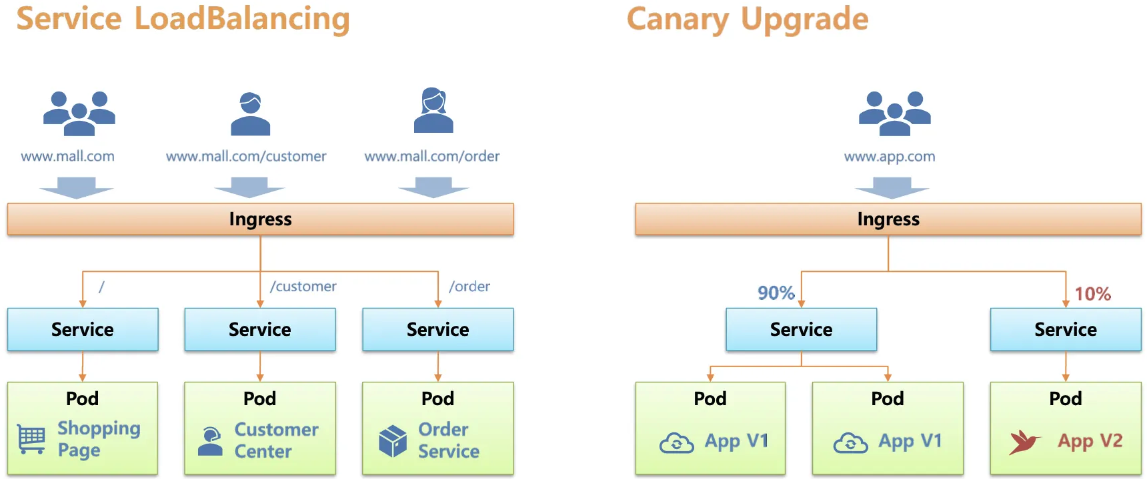 Service LoadBalancing
www.mall.com
www.mall.com/customer
www.mall.com/order
Ingress
/
/customer
/order
Service
Service
Service
Pod
Shopping
Page
Pod
Customer
Center
Pod
Order
Service
Canary Upgrade
www.app.com
Ingress
90%
10%
Service
Service
Pod
App V1
Pod
App V1
Pod
App V2